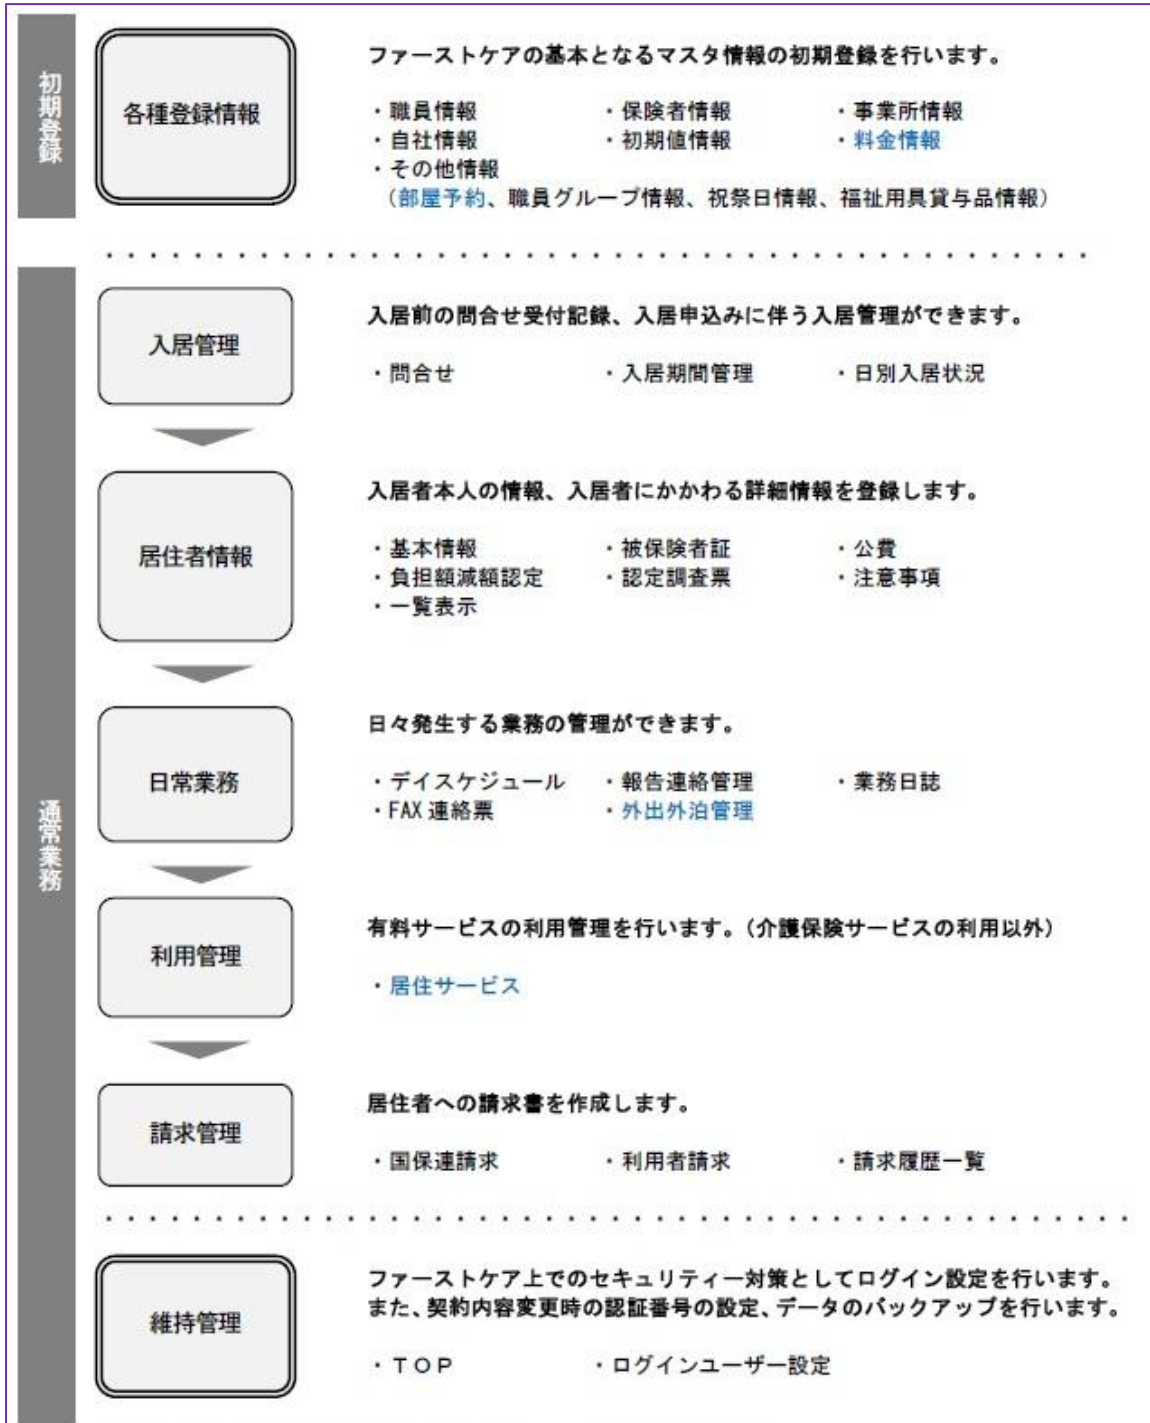 初期登録
各種登録情報
ファーストケアの基本となるマスタ情報の初期登録を行います。
・職員情報 ・保険者情報 ・事業所情報
・自社情報 ・初期値情報 ・料金情報
・その他情報
（部屋予約、職員グループ情報、祝祭日情報、福祉用具貸与品情報）
通常業務
入居管理
入居前の問合せ受付記録、入居申込みに伴う入居管理ができます。
・問合せ ・入居期間管理 ・日別入居状況
居住者情報
入居者本人の情報、入居者にかかわる詳細情報を登録します。
・基本情報 ・被保険者証 ・公費
・負担額減額認定 ・認定調査票 ・注意事項
・一覧表示
日常業務
日々発生する業務の管理ができます。
・デイスケジュール ・報告連絡管理 ・業務日誌
・FAX 連絡票 ・外出外泊管理
利用管理
有料サービスの利用管理を行います。（介護保険サービスの利用以外）
・居住サービス
請求管理
居住者への請求書を作成します。
・国保連請求 ・利用者請求 ・請求履歴一覧
維持管理
ファーストケア上でのセキュリティー対策としてログイン設定を行います。
また、契約内容変更時の認証番号の設定、データのバックアップを行います。
・ＴＯＰ ・ログインユーザー設定